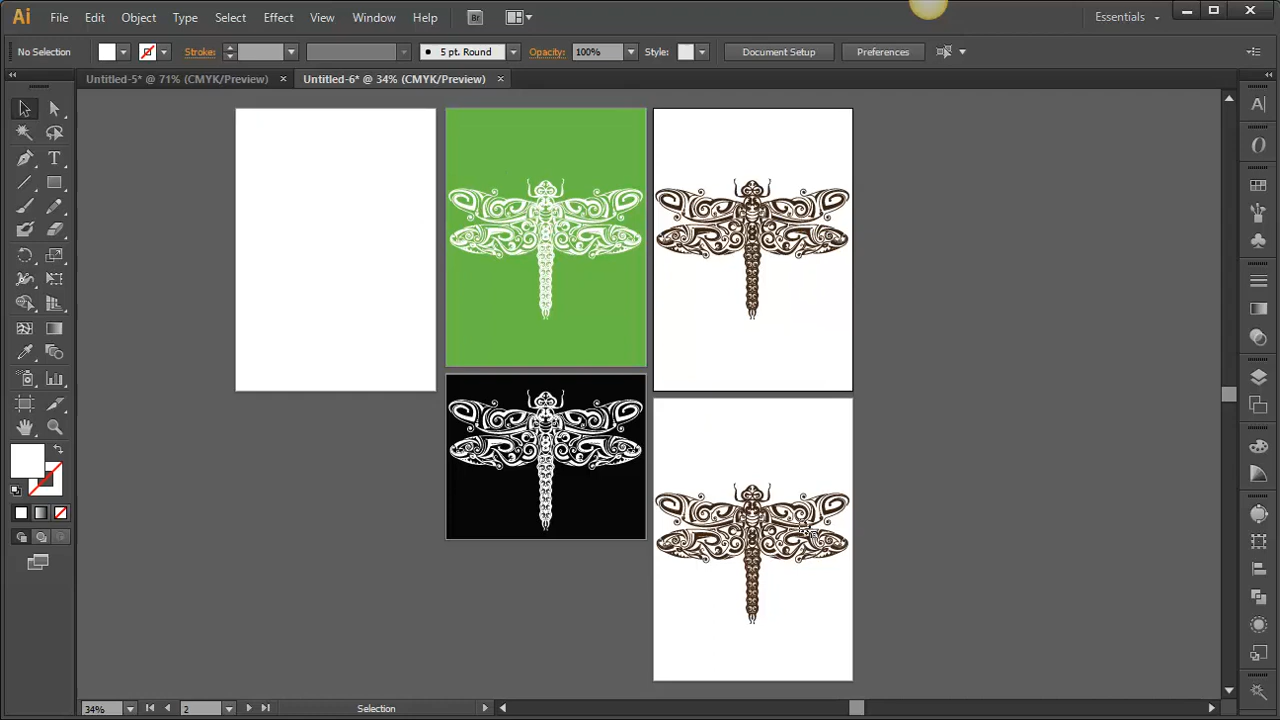 Ai File Edit Object Type Select Effect View Window Help Br Essentials
No Selection Stroke: 5 pt. Round Opacity: 100% Style: Document Setup Preferences
Untitled-5* @ 71% (CMYK/Preview) × Untitled-6* @ 34% (CMYK/Preview) ×
34% 2 Selection